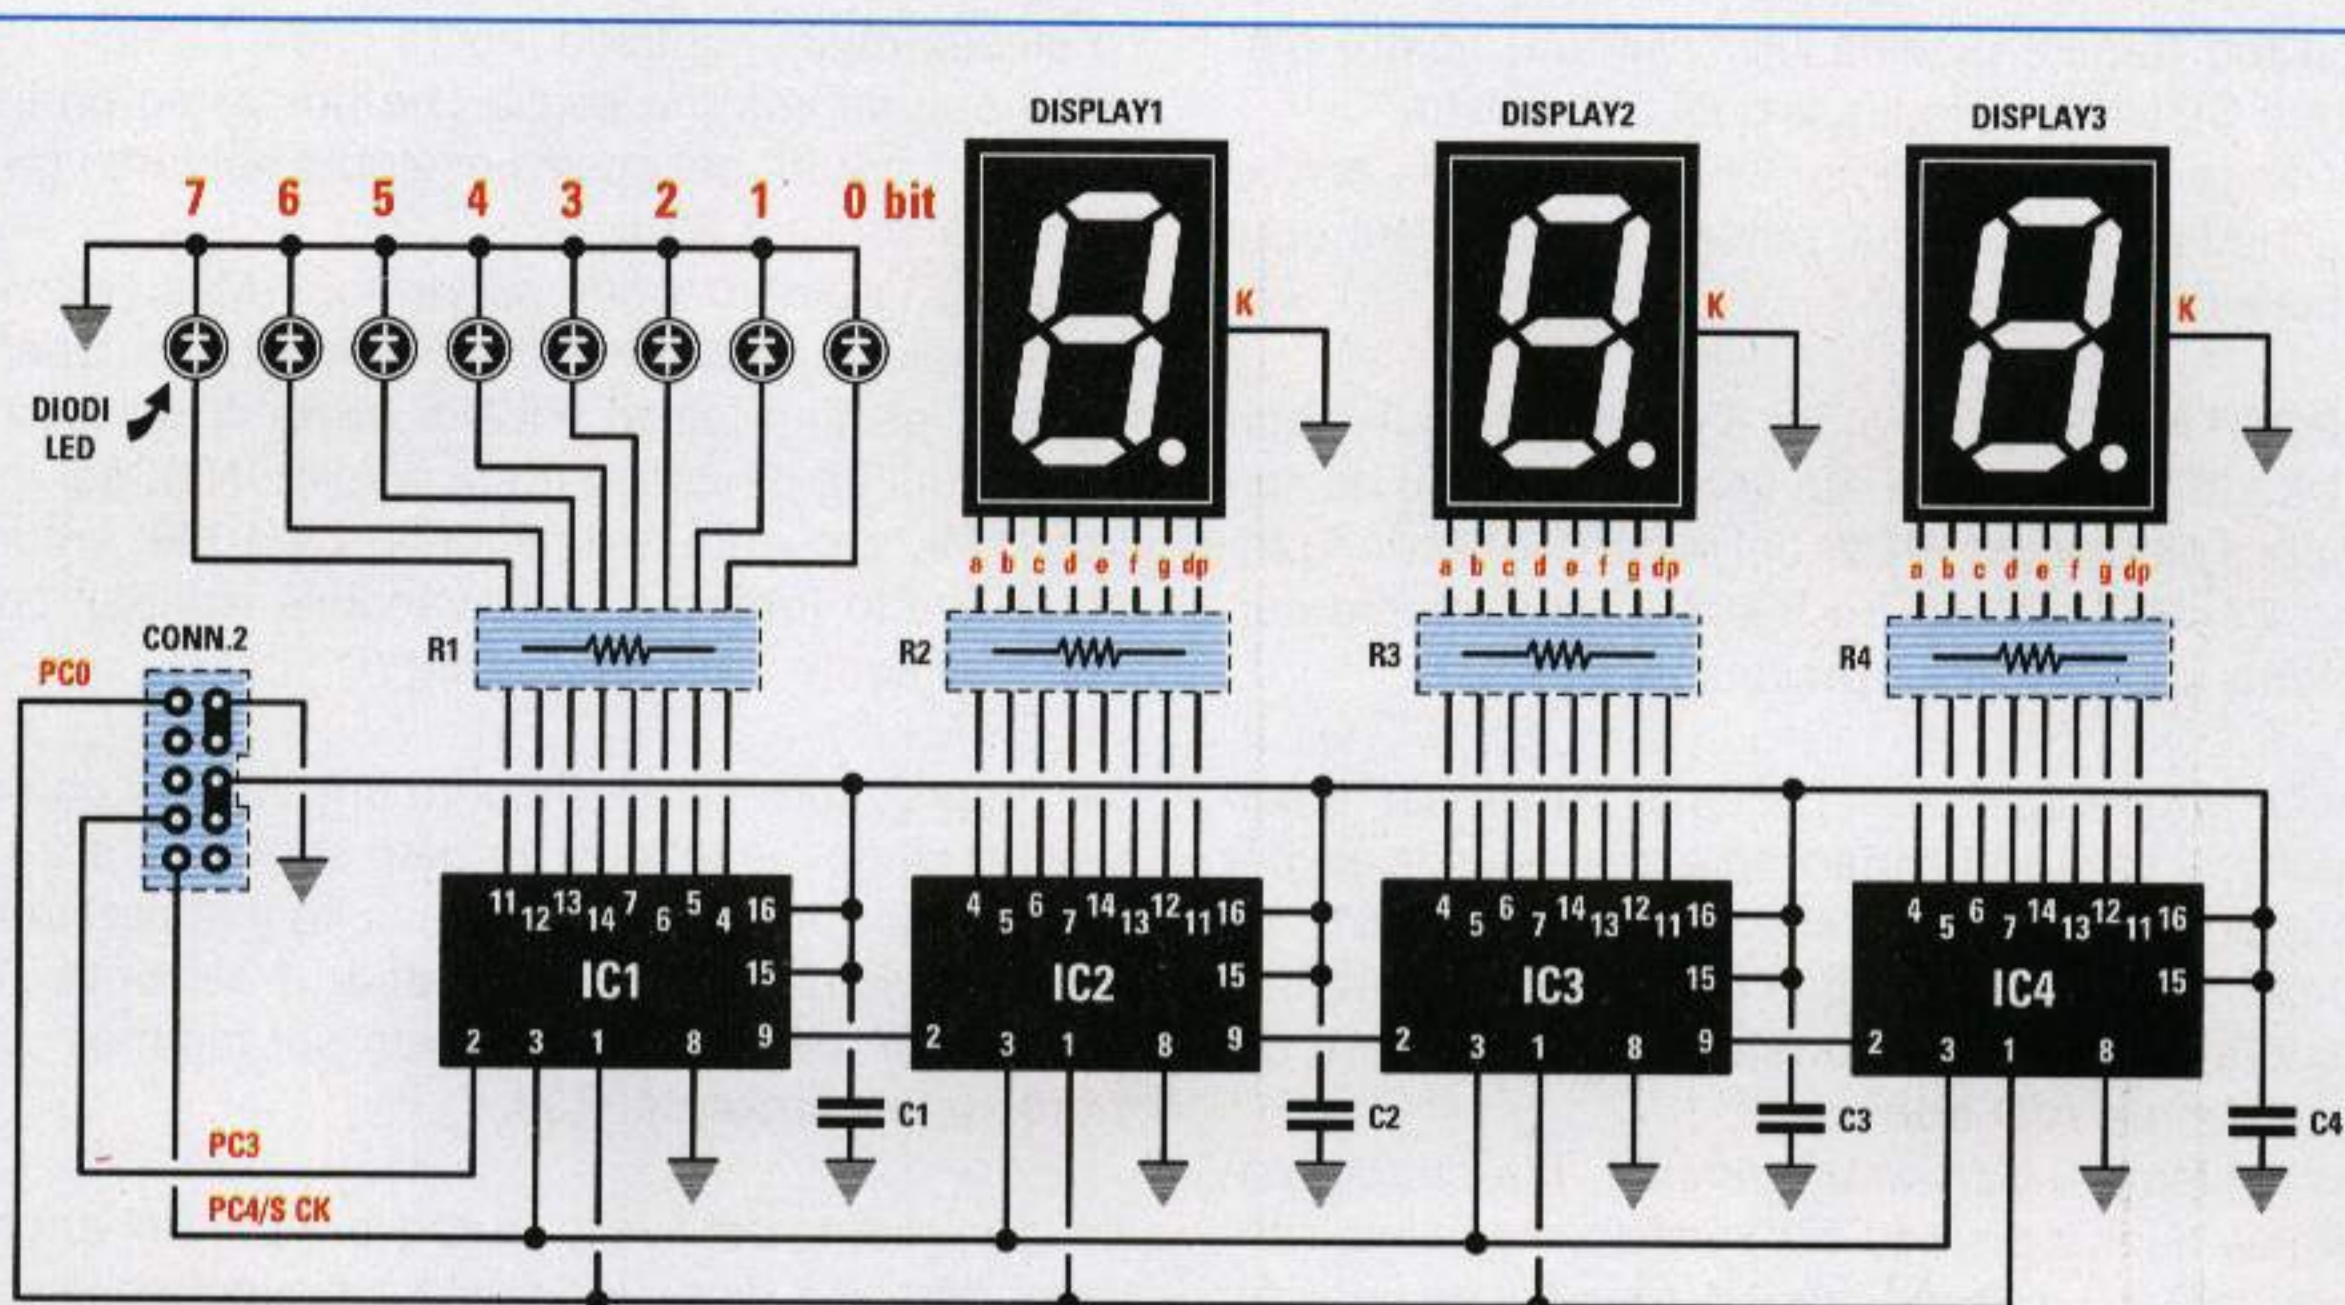 DISPLAY1
DISPLAY2
DISPLAY3
7 6 5 4 3 2 1 0 bit
K
K
K
DIODI
LED
a b c d e f g dp
a b c d e f g dp
a b c d e f g dp
CONN.2
R1
R2
R3
R4
PC0
11 12 13 14 7 6 5 4 16
15
IC1
2 3 1 8 9
4 5 6 7 14 13 12 11 16
15
IC2
2 3 1 8 9
4 5 6 7 14 13 12 11 16
15
IC3
2 3 1 8 9
4 5 6 7 14 13 12 11 16
15
IC4
2 3 1 8
C1
C2
C3
C4
PC3
PC4/S CK